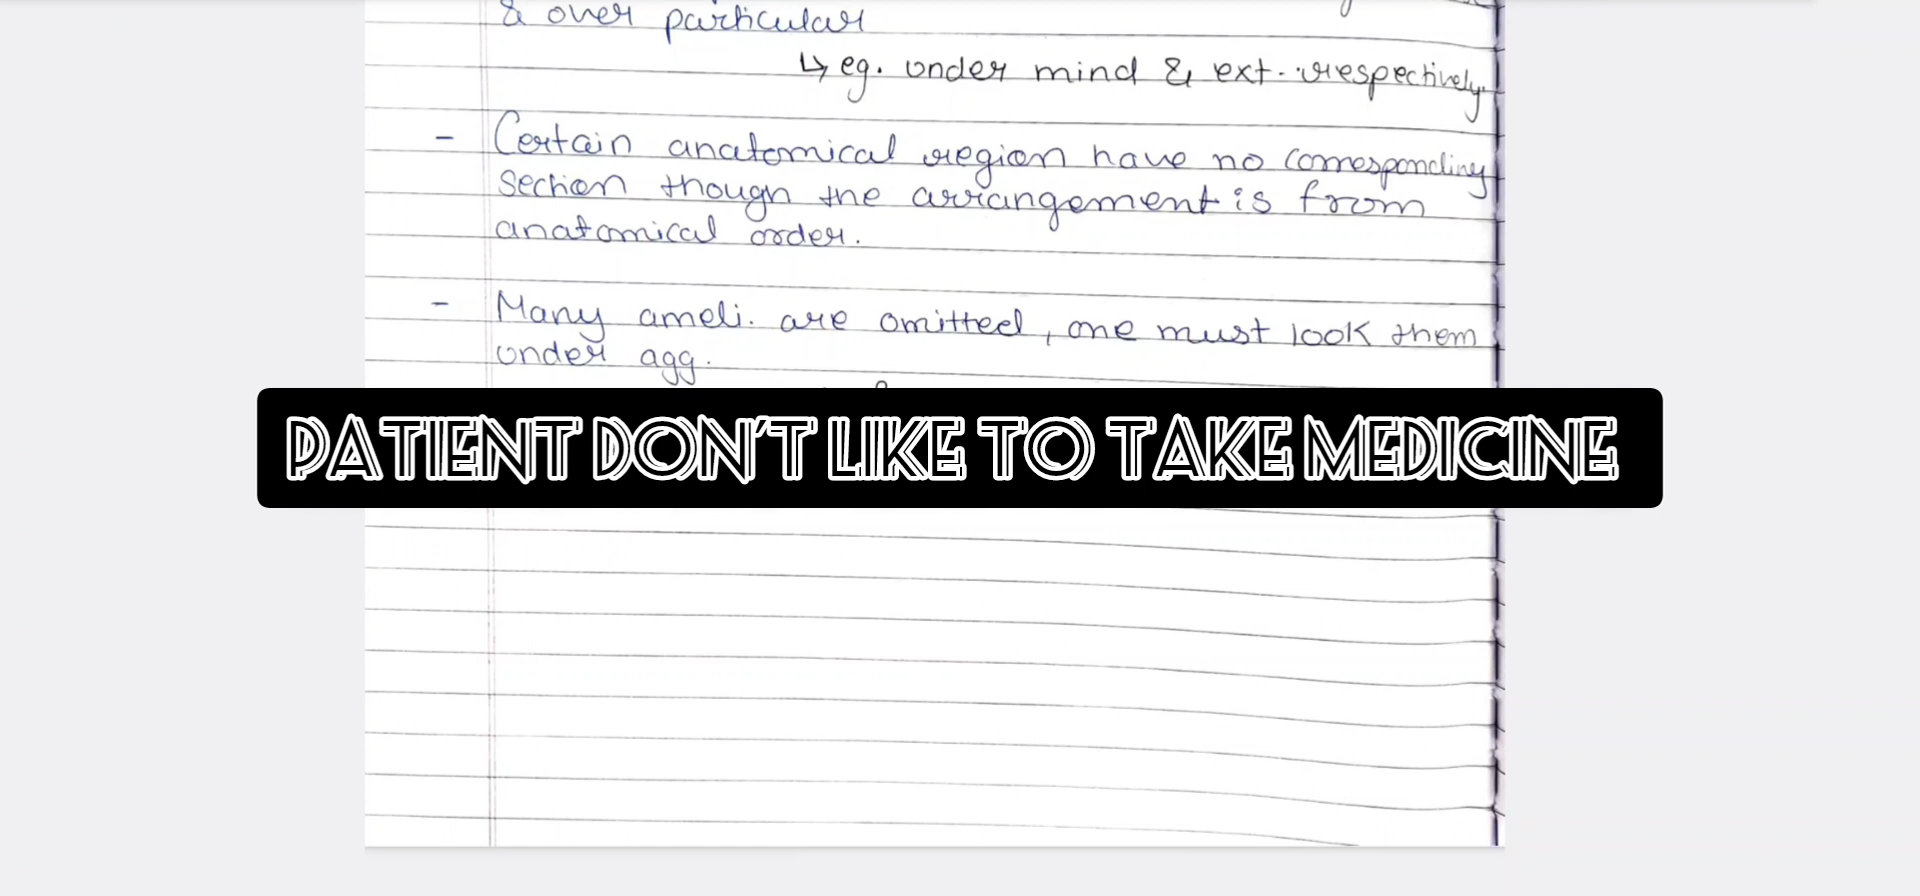 & over particular
↳ eg. under mind & ext. respectively.
- Certain anatomical region have no corresponding
section though the arrangement is from
anatomical order.
- Many ameli. are omitted, one must look them
under agg.
PATIENT DON'T LIKE TO TAKE MEDICINE